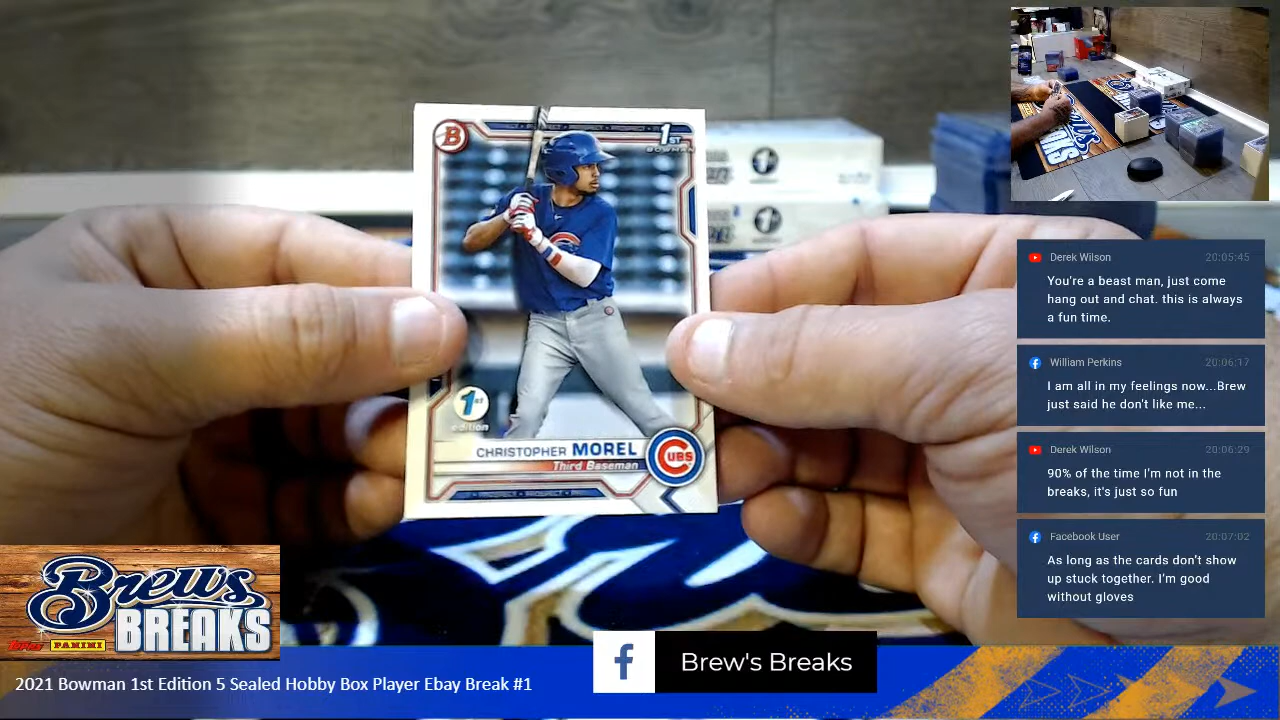 B
1ST
BOWMAN
1st
edition
CHRISTOPHER MOREL
Third Baseman
CUBS
PROSPECT • PROSPECT
Brews
BREAKS
Topps PANINI
2021 Bowman 1st Edition 5 Sealed Hobby Box Player Ebay Break #1
Brew's Breaks
Derek Wilson 20:05:45
You're a beast man, just come
hang out and chat. this is always
a fun time.
William Perkins 20:06:17
I am all in my feelings now...Brew
just said he don't like me...
Derek Wilson 20:06:29
90% of the time I'm not in the
breaks, it's just so fun
Facebook User 20:07:02
As long as the cards don't show
up stuck together. I'm good
without gloves